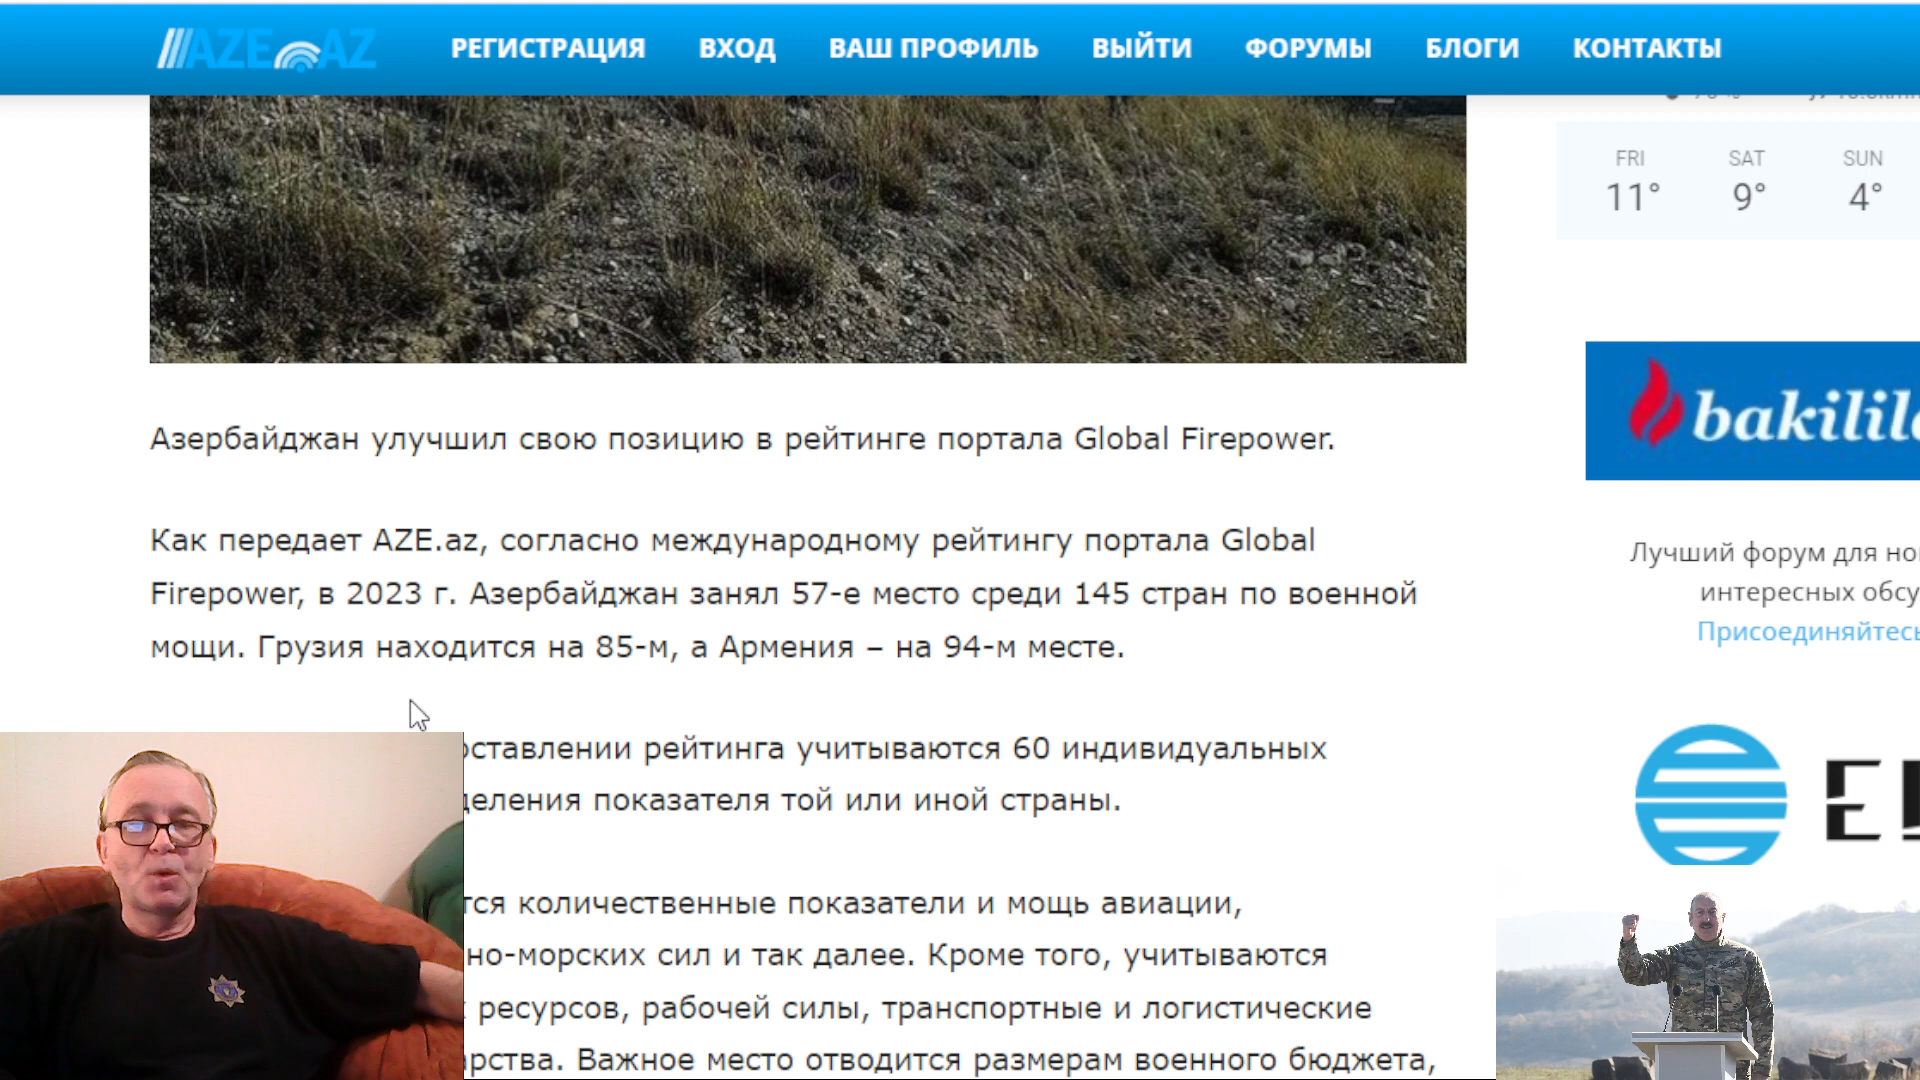 AZE.AZ
РЕГИСТРАЦИЯ ВХОД ВАШ ПРОФИЛЬ ВЫЙТИ ФОРУМЫ БЛОГИ КОНТАКТЫ
FRI SAT SUN
11° 9° 4°
Азербайджан улучшил свою позицию в рейтинге портала Global Firepower.
Как передает AZE.az, согласно международному рейтингу портала Global
Firepower, в 2023 г. Азербайджан занял 57-е место среди 145 стран по военной
мощи. Грузия находится на 85-м, а Армения – на 94-м месте.
оставлении рейтинга учитываются 60 индивидуальных
деления показателя той или иной страны.
тся количественные показатели и мощь авиации,
но-морских сил и так далее. Кроме того, учитываются
ресурсов, рабочей силы, транспортные и логистические
арства. Важное место отводится размерам военного бюджета,
bakilil
Лучший форум для но
интересных обсу
Присоединяйтесь